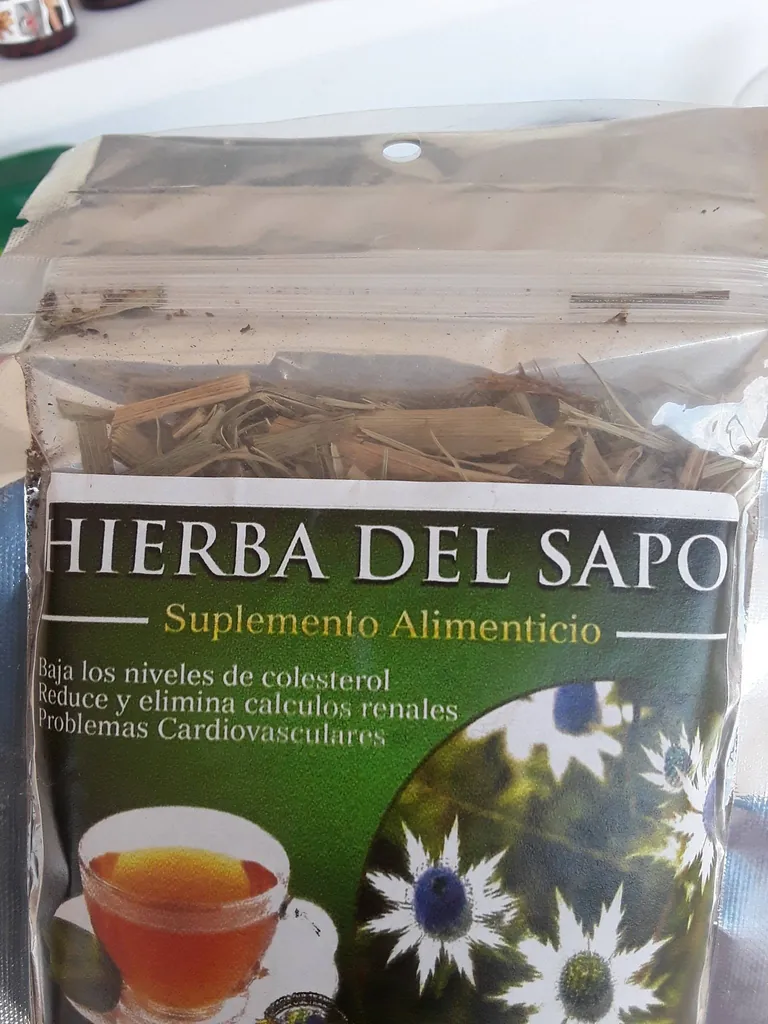 HIERBA DEL SAPO
Suplemento Alimenticio
Baja los niveles de colesterol
Reduce y elimina calculos renales
Problemas Cardiovasculares